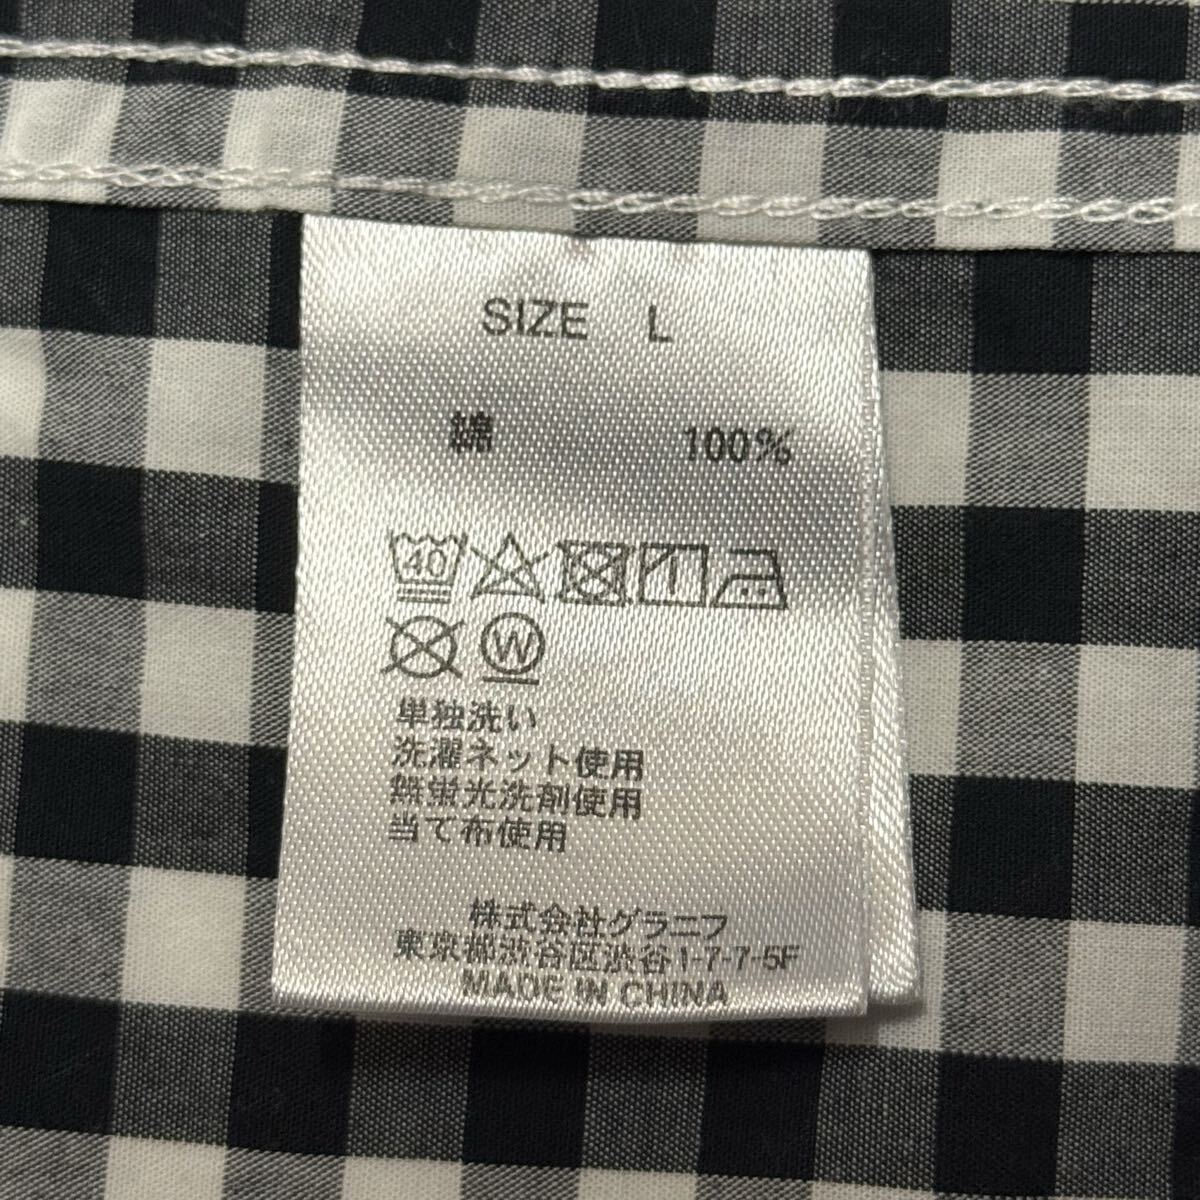 SIZE L
綿 100%
40
W
単独洗い
洗濯ネット使用
無蛍光洗剤使用
当て布使用
株式会社グラニフ
東京都渋谷区渋谷1-7-7-5F
MADE IN CHINA